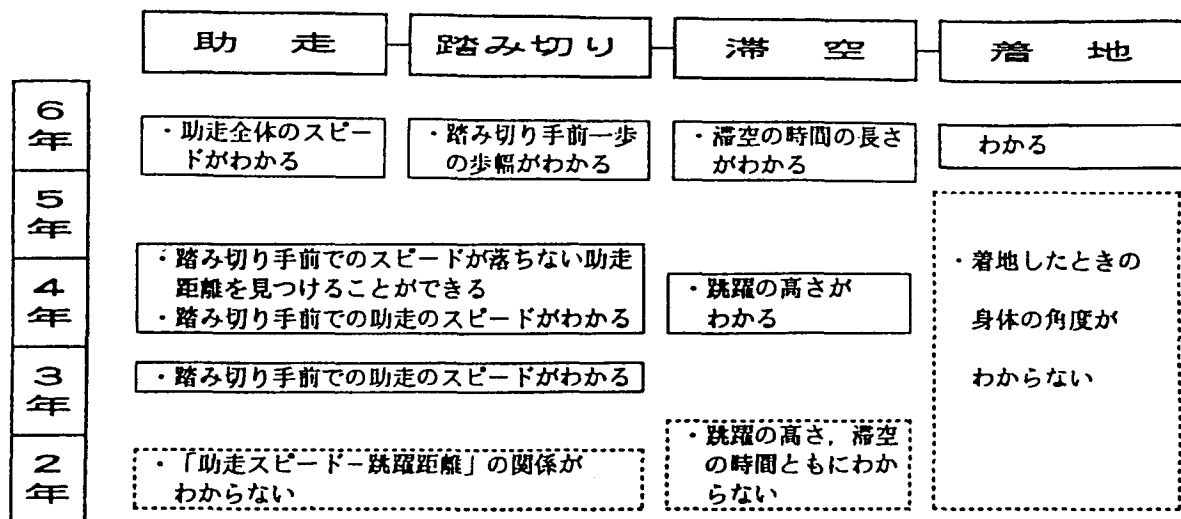 助走
踏み切り
滞空
着地
6年
・助走全体のスピー
ドがわかる
・踏み切り手前一歩
の歩幅がわかる
・滞空の時間の長さ
がわかる
わかる
5年
4年
・踏み切り手前でのスピードが落ちない助走
距離を見つけることができる
・踏み切り手前での助走のスピードがわかる
・跳躍の高さが
わかる
・着地したときの
身体の角度が
わからない
3年
・踏み切り手前での助走のスピードがわかる
2年
・「助走スピード−跳躍距離」の関係が
わからない
・跳躍の高さ,滞空
の時間ともにわか
らない